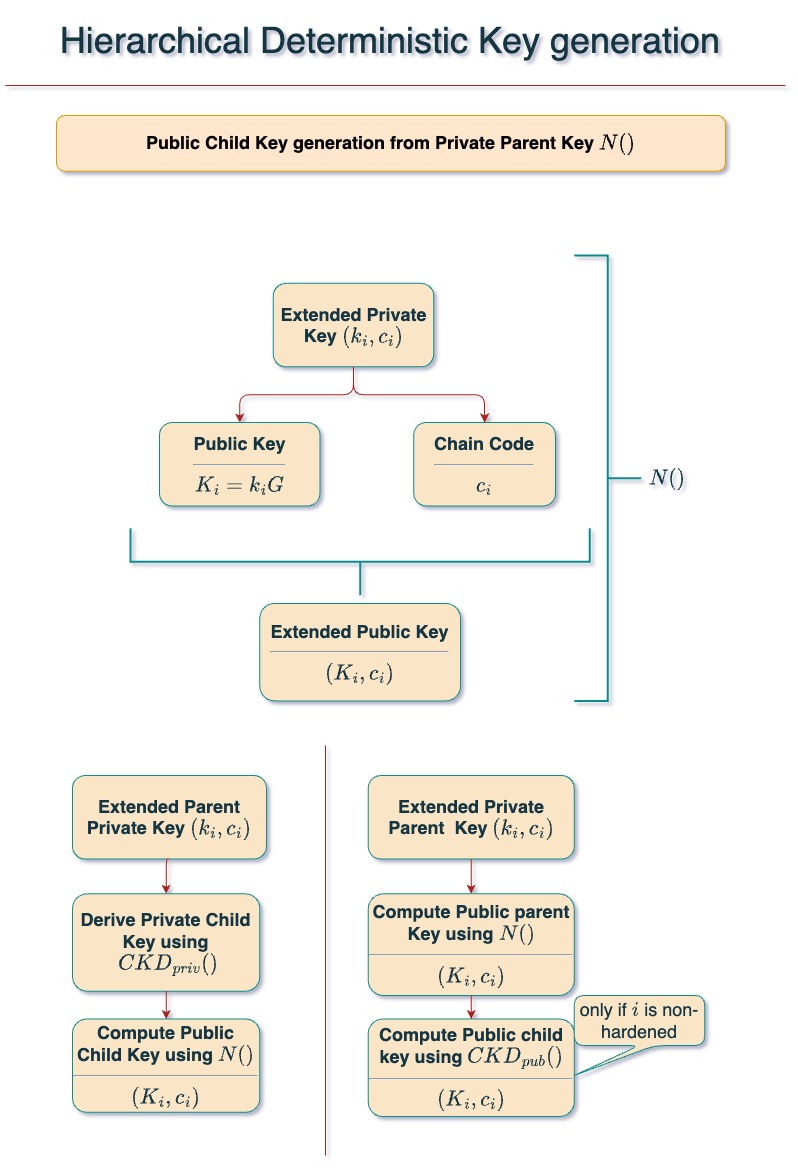 Hierarchical Deterministic Key generation
Public Child Key generation from Private Parent Key N()
Extended Private
Key (k_i, c_i)
Public Key
K_i = k_iG
Chain Code
c_i
N()
Extended Public Key
(K_i, c_i)
Extended Parent
Private Key (k_i, c_i)
Derive Private Child
Key using
CKD_{priv}()
Compute Public
Child Key using N()
(K_i, c_i)
Extended Private
Parent Key (k_i, c_i)
Compute Public parent
Key using N()
(K_i, c_i)
Compute Public child
key using CKD_{pub}()
(K_i, c_i)
only if i is non-
hardened